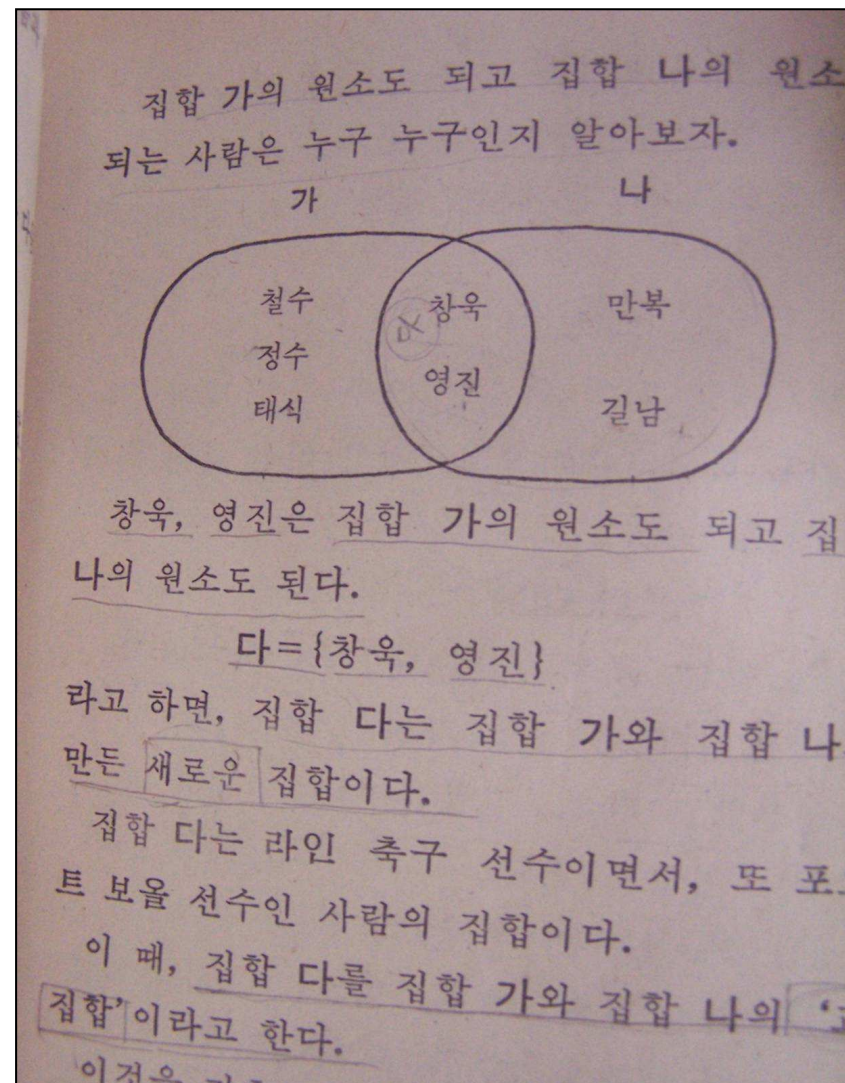 집합 가의 원소도 되고 집합 나의 원소
되는 사람은 누구 누구인지 알아보자.
가 나
철수 창욱 만복
정수
영진
태식 길남
창욱, 영진은 집합 가의 원소도 되고 집
나의 원소도 된다.
다={창욱, 영진}
라고 하면, 집합 다는 집합 가와 집합 나
만든 새로운 집합이다.
집합 다는 라인 축구 선수이면서, 또 포
트 보올 선수인 사람의 집합이다.
이 때, 집합 다를 집합 가와 집합 나의
집합'이라고 한다.
이것은